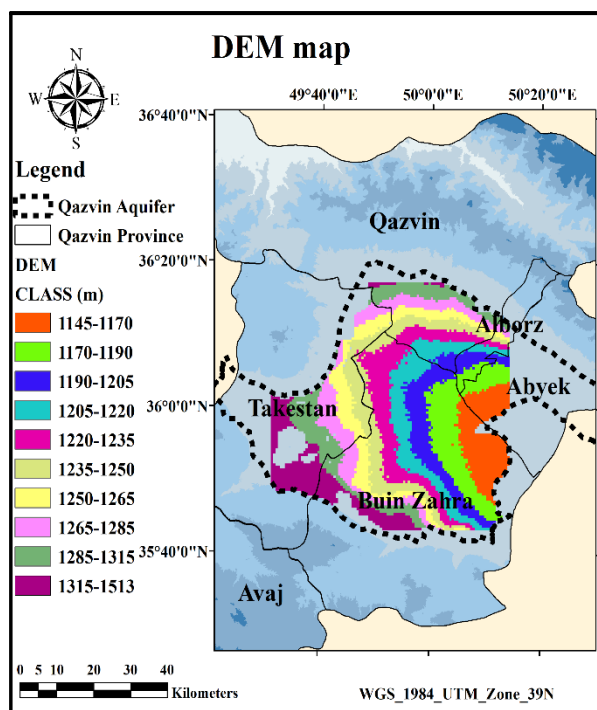 DEM map
N
W E
S
49°40'0"E 50°0'0"E 50°20'0"E
36°40'0"N
36°20'0"N
36°0'0"N
35°40'0"N
Legend
Qazvin Aquifer
Qazvin Province
DEM
CLASS (m)
1145-1170
1170-1190
1190-1205
1205-1220
1220-1235
1235-1250
1250-1265
1265-1285
1285-1315
1315-1513
Qazvin
Alborz
Abyek
Takestan
Buin Zahra
Avaj
0 5 10 20 30 40
Kilometers
WGS_1984_UTM_Zone_39N